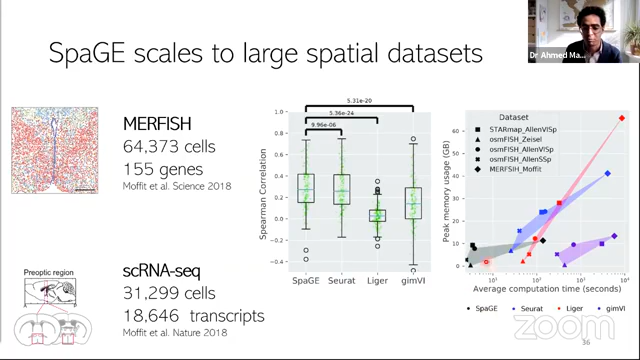 SpaGE scales to large spatial datasets
Dr Ahmed Ma...
MERFISH
64,373 cells
155 genes
Moffit et al. Science 2018
Preoptic region
scRNA-seq
31,299 cells
18,646 transcripts
Moffit et al. Nature 2018
5.31e-20
5.36e-24
9.96e-06
Spearman Correlation
1.0
0.8
0.6
0.4
0.2
0.0
−0.2
−0.4
SpaGE Seurat Liger gimVI
Dataset
STARmap_AllenVISp
osmFISH_Zeisel
osmFISH_AllenVISp
osmFISH_AllenSSp
MERFISH_Moffit
Peak memory usage (GB)
60
50
40
30
20
10
0
10¹ 10² 10³ 10⁴
Average computation time (seconds)
SpaGE Seurat Liger gimVI
zoom
36